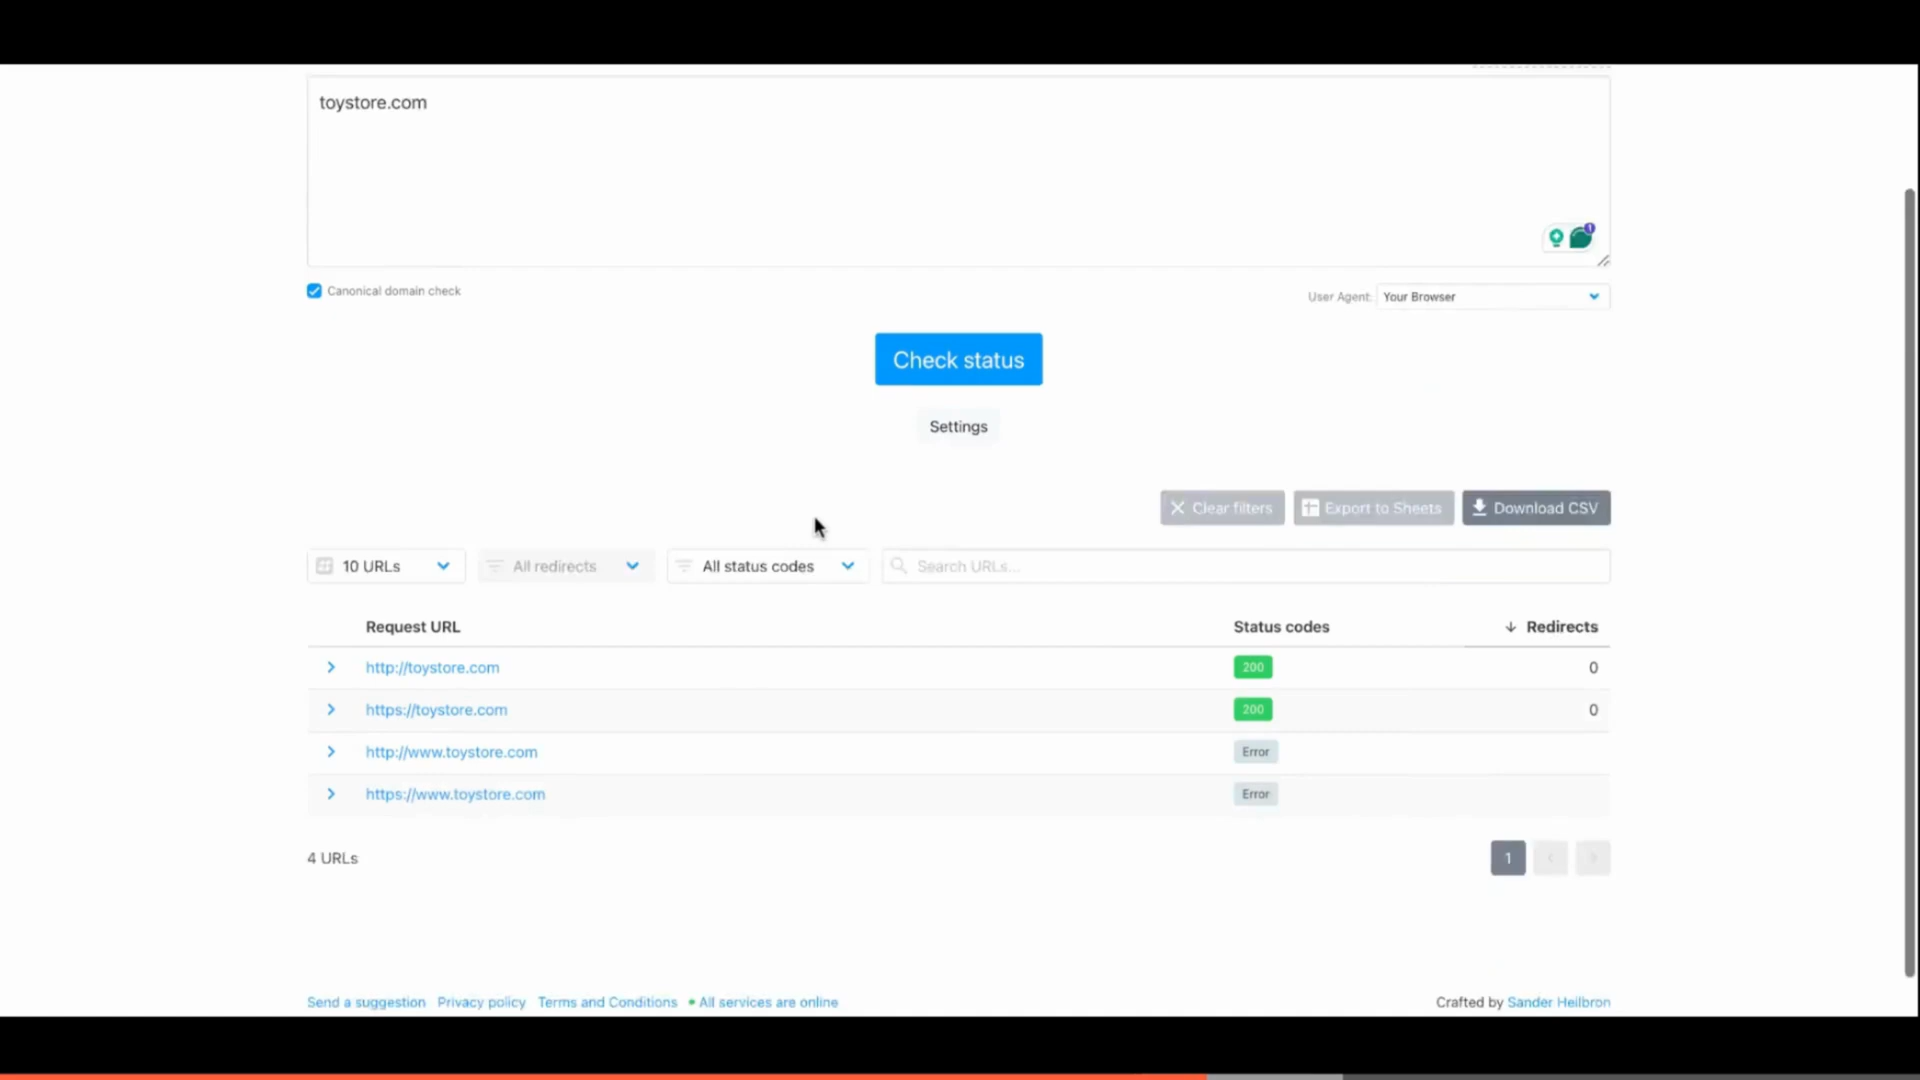 toystore.com
1
Canonical domain check
User Agent: Your Browser
Check status
Settings
Clear filters Export to Sheets Download CSV
10 URLs All redirects All status codes Search URLs...
Request URL Status codes Redirects
http://toystore.com 200 0
https://toystore.com 200 0
http://www.toystore.com Error
https://www.toystore.com Error
4 URLs 1
Send a suggestion Privacy policy Terms and Conditions All services are online Crafted by Sander Heilbron